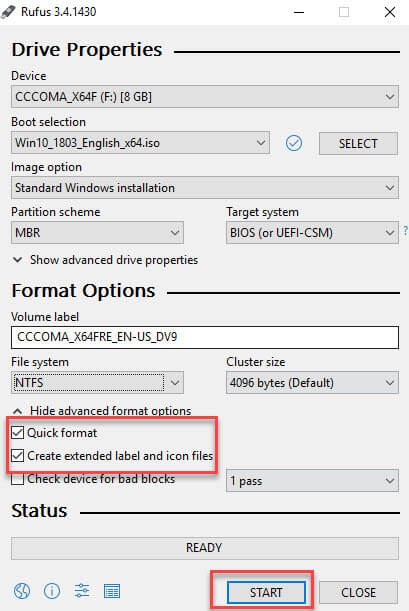 Rufus 3.4.1430
Drive Properties
Device
CCCOMA_X64F (F:) [8 GB]
Boot selection
Win10_1803_English_x64.iso SELECT
Image option
Standard Windows installation
Partition scheme Target system
MBR BIOS (or UEFI-CSM) ?
Show advanced drive properties
Format Options
Volume label
CCCOMA_X64FRE_EN-US_DV9
File system Cluster size
NTFS 4096 bytes (Default)
Hide advanced format options
Quick format
Create extended label and icon files
Check device for bad blocks 1 pass
Status
READY
START CLOSE